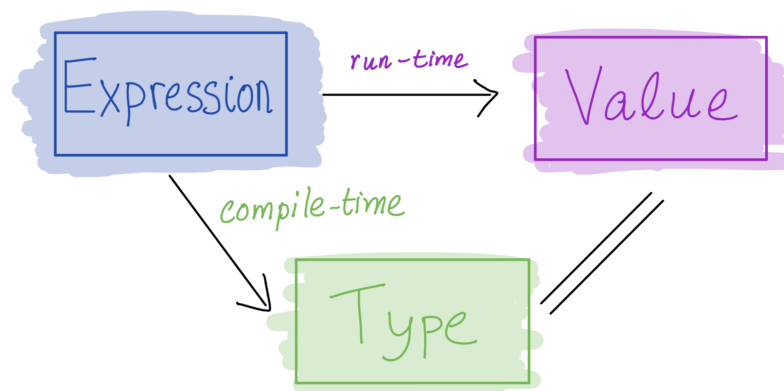 Expression
run-time
Value
compile-time
Type